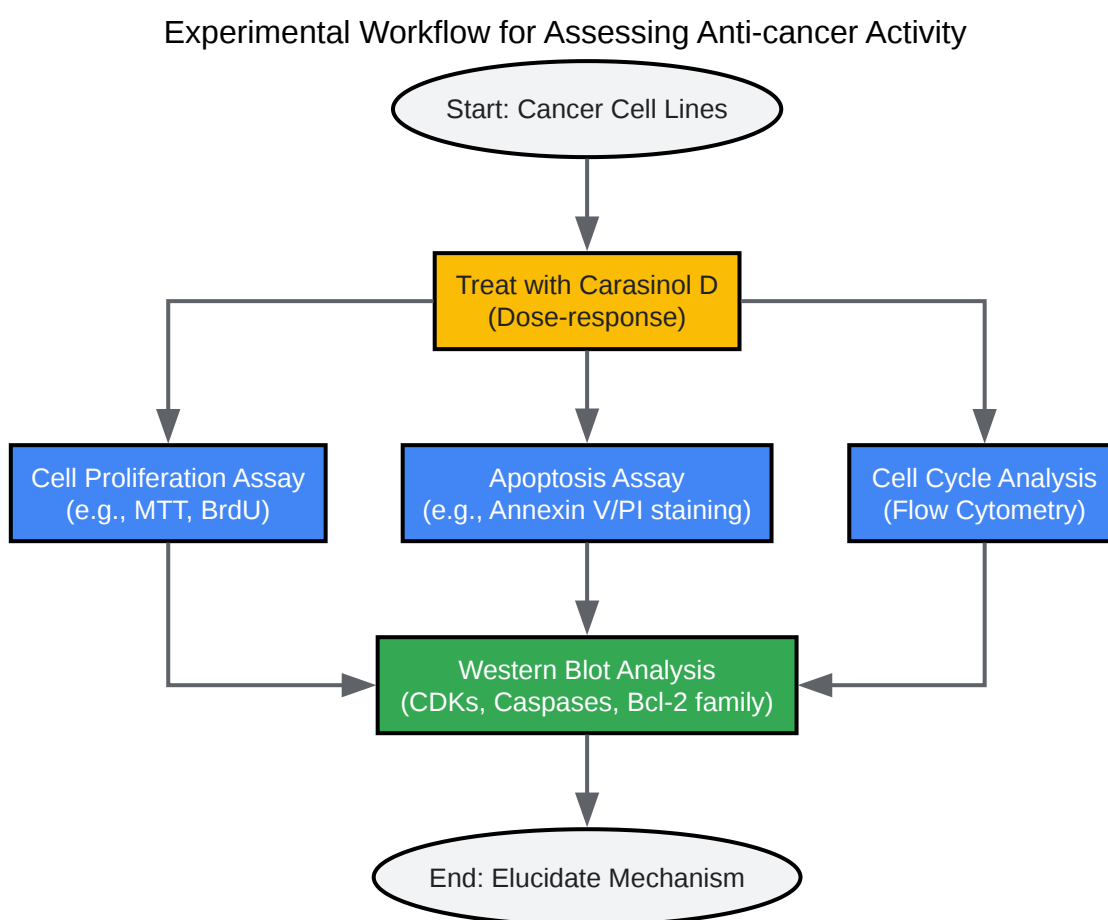 Experimental Workflow for Assessing Anti-cancer Activity
Start: Cancer Cell Lines
Treat with Carasinol D
(Dose-response)
Cell Proliferation Assay
(e.g., MTT, BrdU)
Apoptosis Assay
(e.g., Annexin V/PI staining)
Cell Cycle Analysis
(Flow Cytometry)
Western Blot Analysis
(CDKs, Caspases, Bcl-2 family)
End: Elucidate Mechanism